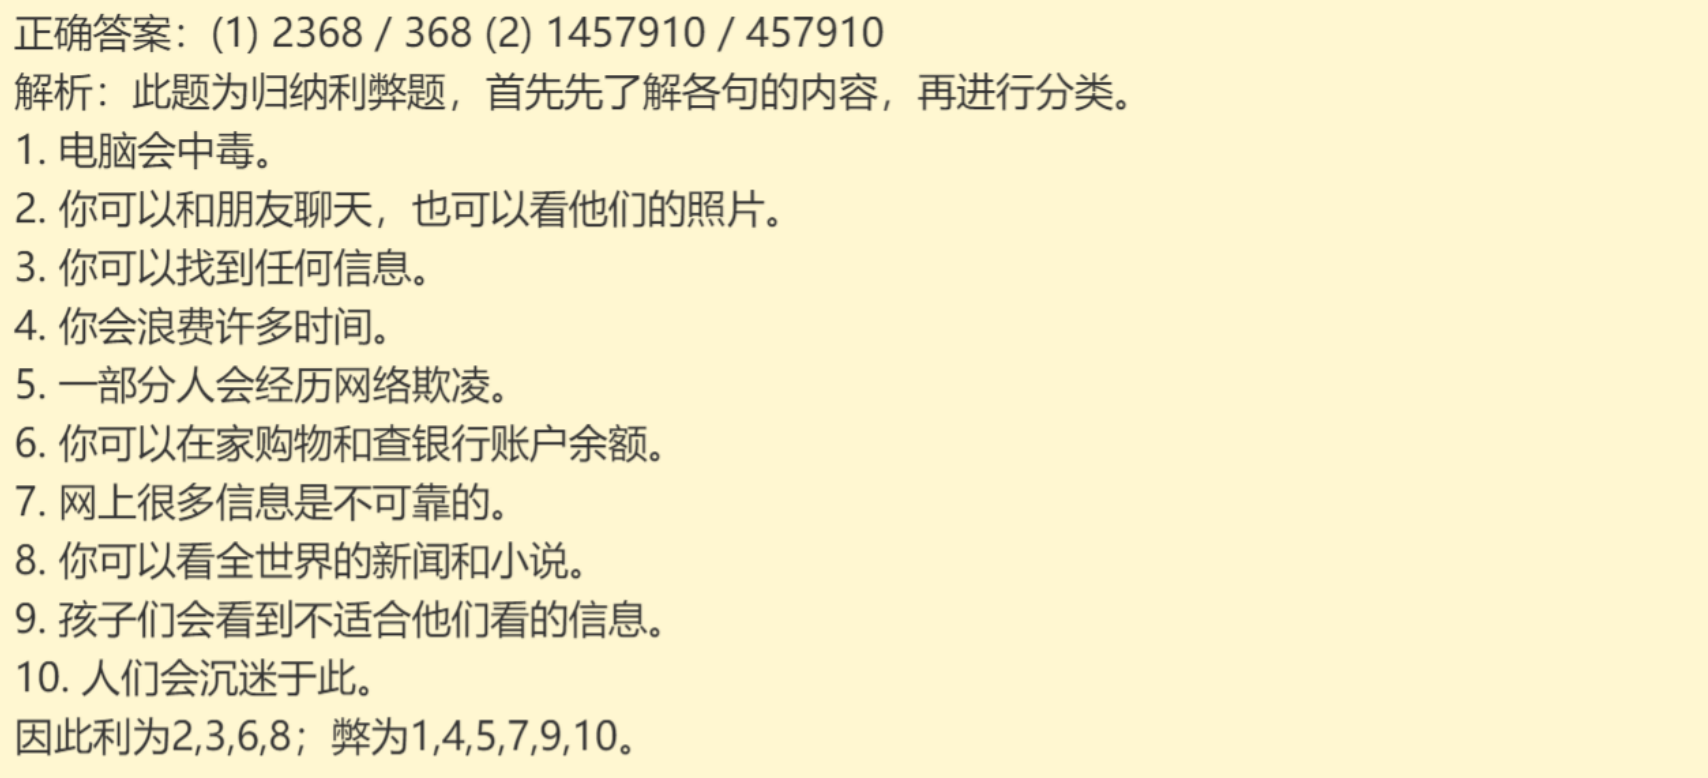 正确答案：(1) 2368 / 368 (2) 1457910 / 457910
解析：此题为归纳利弊题，首先先了解各句的内容，再进行分类。
1. 电脑会中毒。
2. 你可以和朋友聊天，也可以看他们的照片。
3. 你可以找到任何信息。
4. 你会浪费许多时间。
5. 一部分人会经历网络欺凌。
6. 你可以在家购物和查银行账户余额。
7. 网上很多信息是不可靠的。
8. 你可以看全世界的新闻和小说。
9. 孩子们会看到不适合他们看的信息。
10. 人们会沉迷于此。
因此利为2,3,6,8；弊为1,4,5,7,9,10。